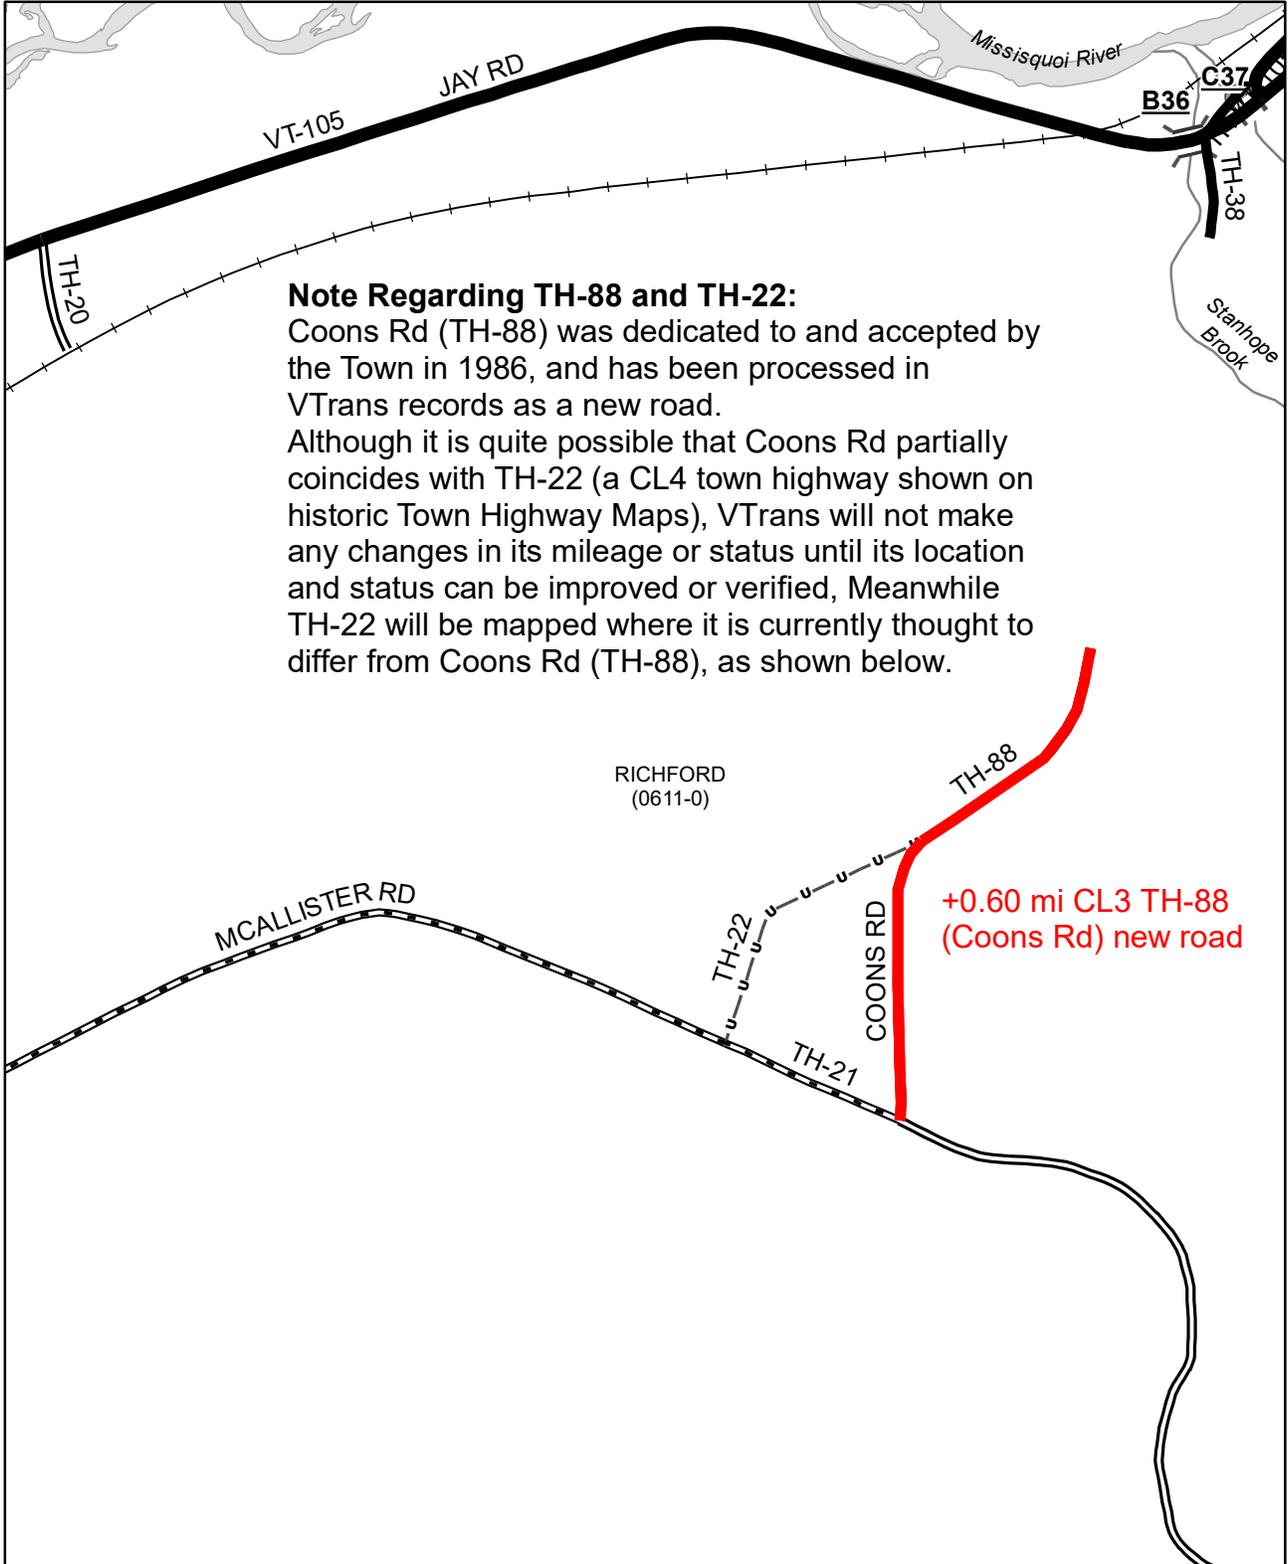 Missisquoi River
JAY RD
C37
B36
VT-105
TH-38
TH-20
Note Regarding TH-88 and TH-22:
Coons Rd (TH-88) was dedicated to and accepted by
the Town in 1986, and has been processed in
VTrans records as a new road.
Although it is quite possible that Coons Rd partially
coincides with TH-22 (a CL4 town highway shown on
historic Town Highway Maps), VTrans will not make
any changes in its mileage or status until its location
and status can be improved or verified, Meanwhile
TH-22 will be mapped where it is currently thought to
differ from Coons Rd (TH-88), as shown below.
Stanhope
Brook
RICHFORD
(0611-0)
TH-88
MCALLISTER RD
TH-22
COONS RD
+0.60 mi CL3 TH-88
(Coons Rd) new road
TH-21